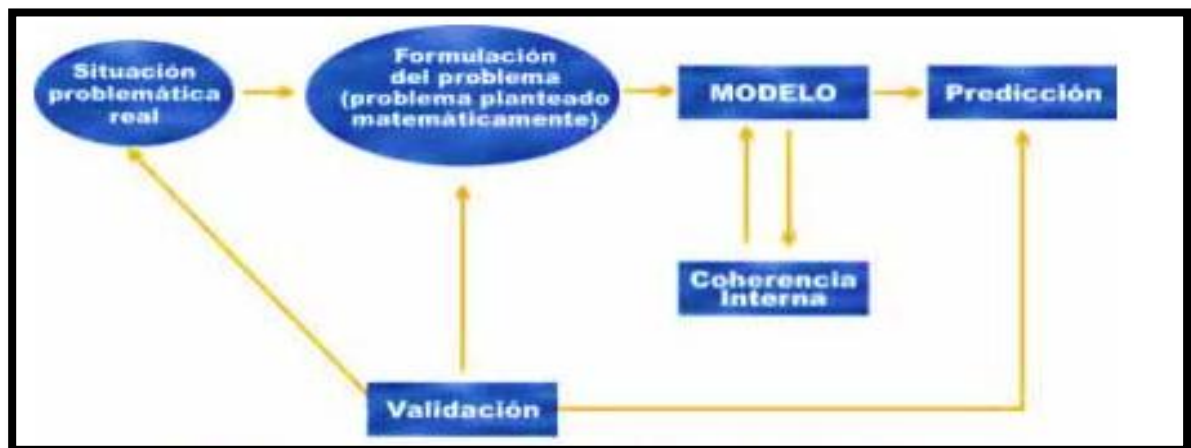 Situación
problemática
real
Formulación
del problema
(problema planteado
matemáticamente)
MODELO
Predicción
Coherencia
Interna
Validación